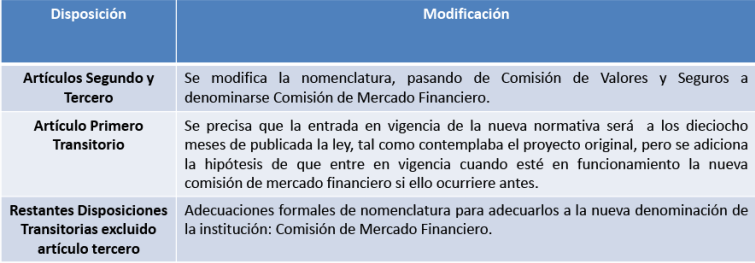 Disposición
Modificación
Artículos Segundo y
Tercero
Se modifica la nomenclatura, pasando de Comisión de Valores y Seguros a
denominarse Comisión de Mercado Financiero.
Artículo Primero
Transitorio
Se precisa que la entrada en vigencia de la nueva normativa será a los dieciocho
meses de publicada la ley, tal como contemplaba el proyecto original, pero se adiciona
la hipótesis de que entre en vigencia cuando esté en funcionamiento la nueva
comisión de mercado financiero si ello ocurriere antes.
Restantes Disposiciones
Transitorias excluido
artículo tercero
Adecuaciones formales de nomenclatura para adecuarlos a la nueva denominación de
la institución: Comisión de Mercado Financiero.